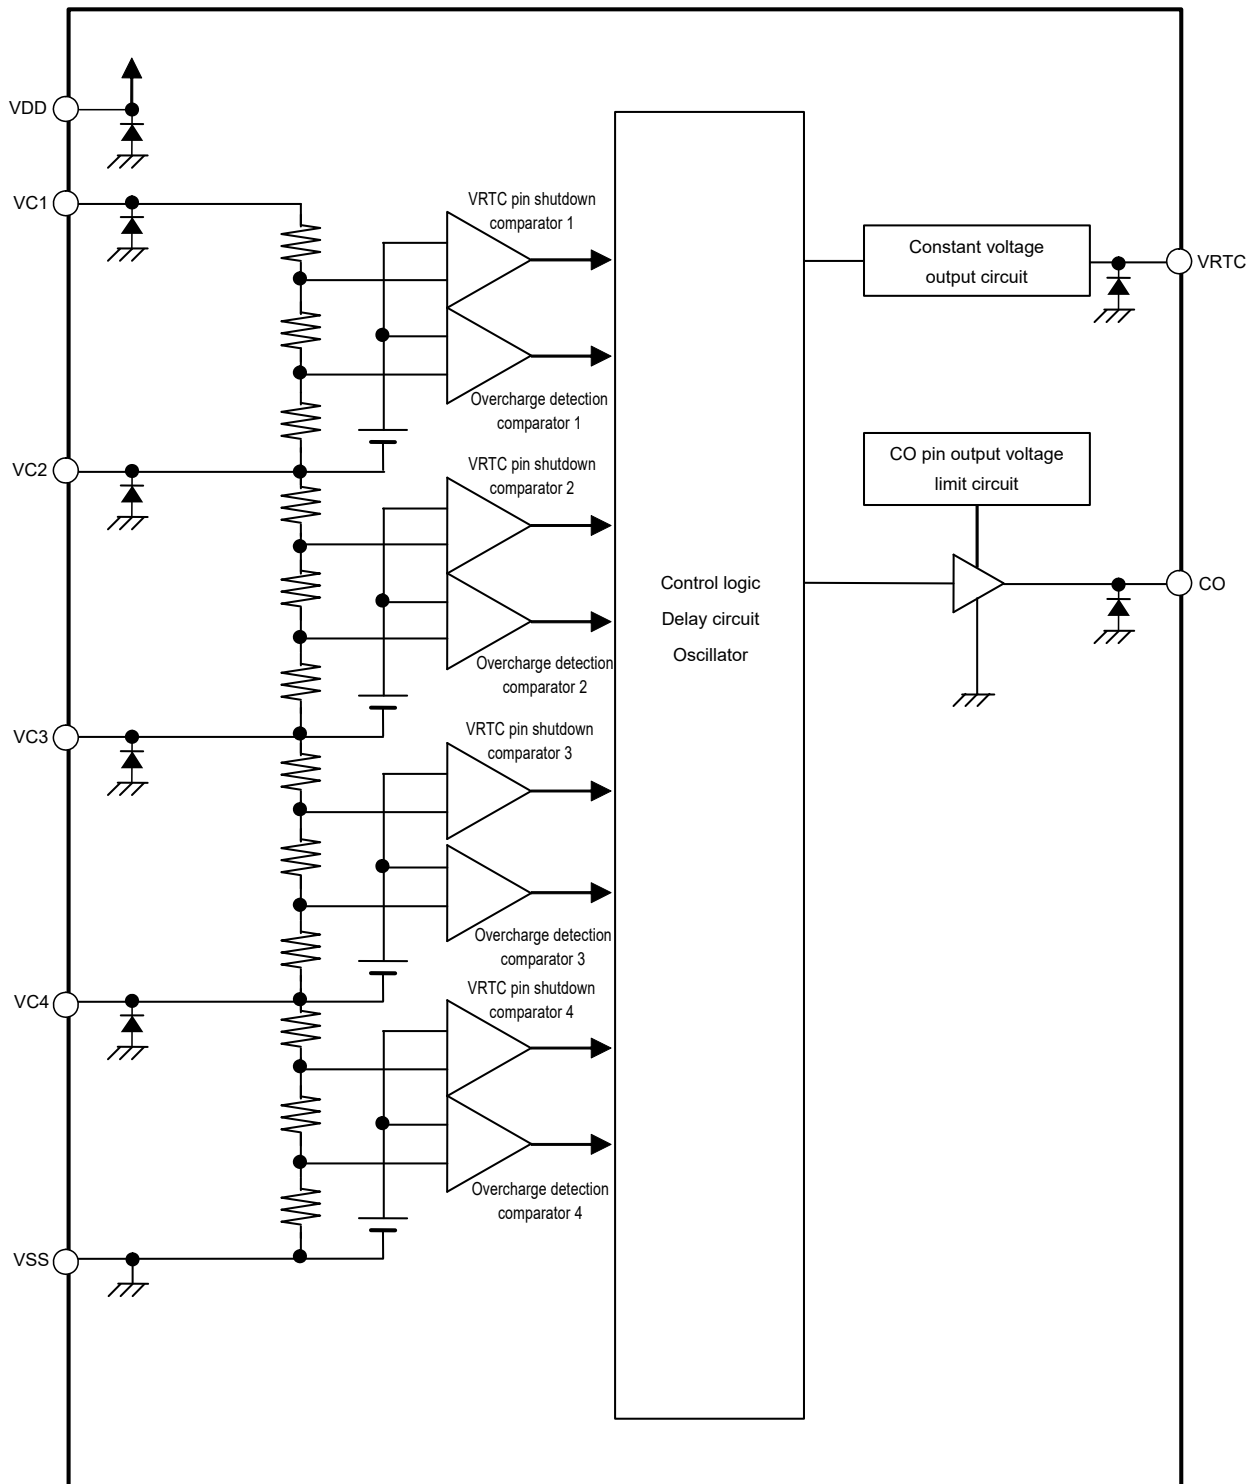 VDD
VC1
VRTC pin shutdown
comparator 1
Constant voltage
output circuit
VRTC
Overcharge detection
comparator 1
VC2
VRTC pin shutdown
comparator 2
CO pin output voltage
limit circuit
Control logic
Delay circuit
Oscillator
CO
Overcharge detection
comparator 2
VC3
VRTC pin shutdown
comparator 3
Overcharge detection
comparator 3
VC4
VRTC pin shutdown
comparator 4
Overcharge detection
comparator 4
VSS